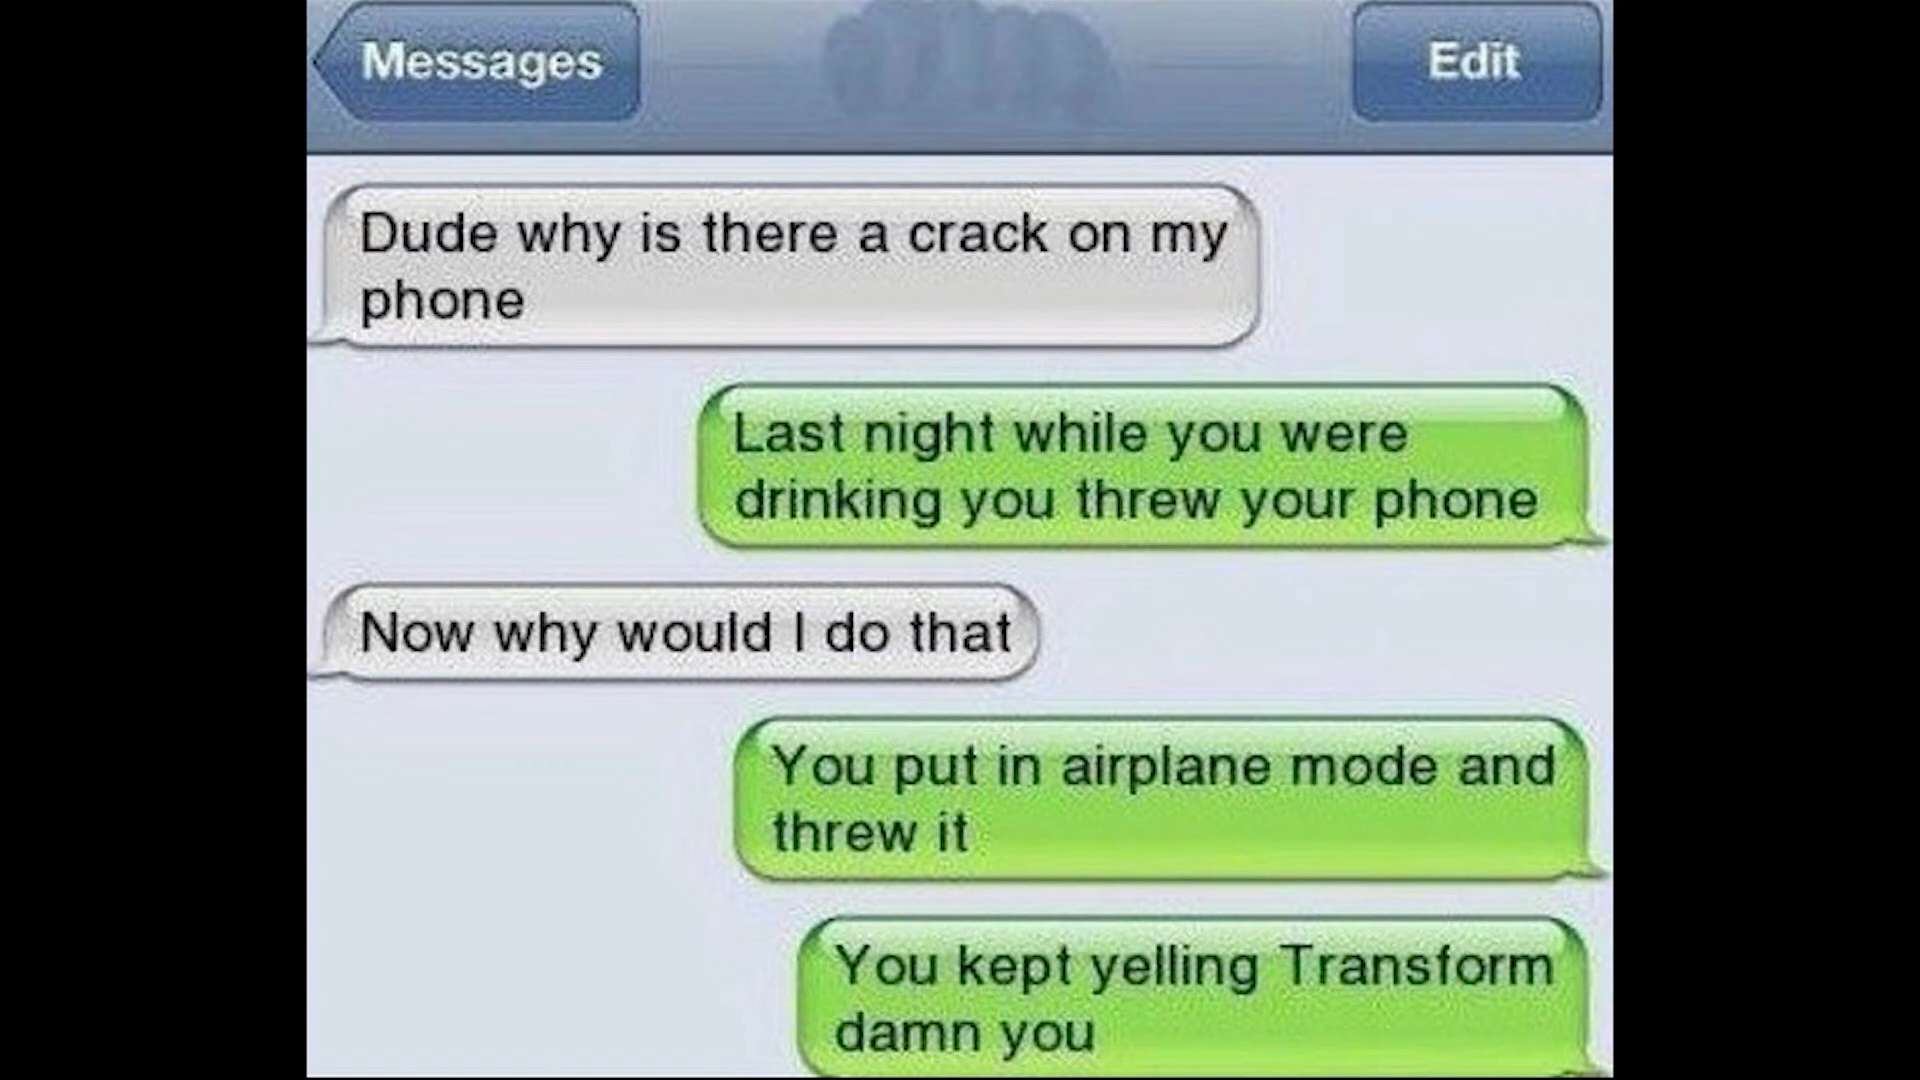 Messages
Edit
Dude why is there a crack on my
phone
Last night while you were
drinking you threw your phone
Now why would I do that
You put in airplane mode and
threw it
You kept yelling Transform
damn you